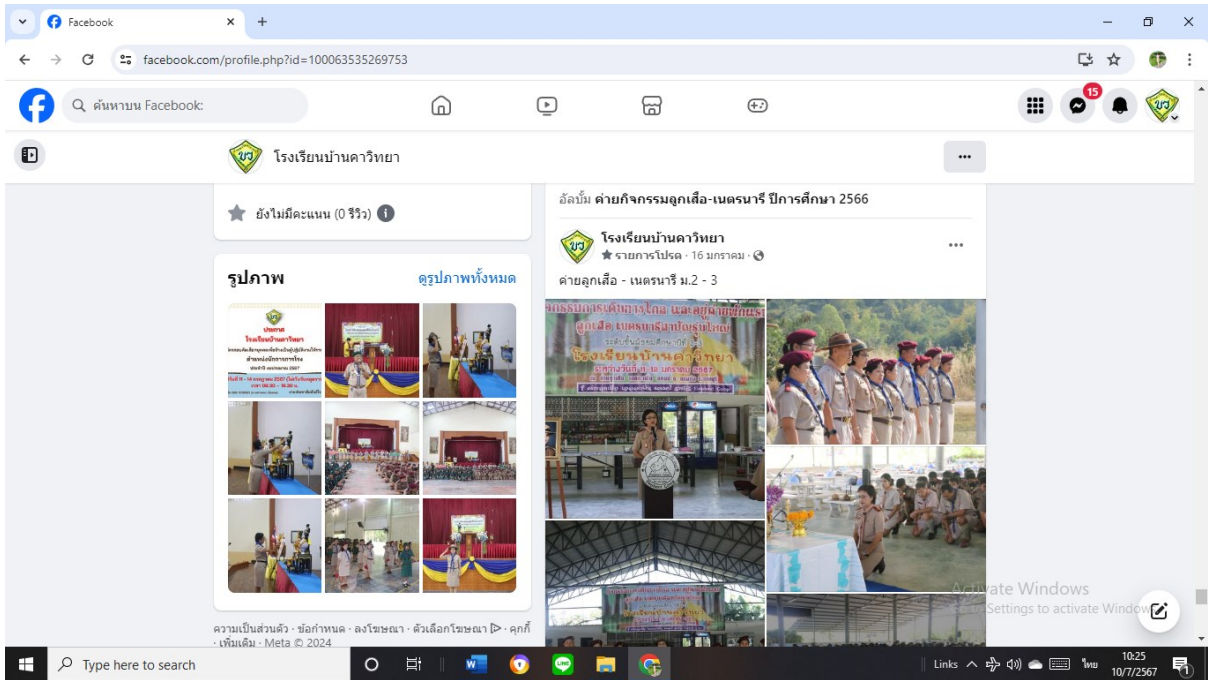 Facebook
facebook.com/profile.php?id=100063535269753
ค้นหาบน Facebook:
15
โรงเรียนบ้านคาวิทยา
ยังไม่มีคะแนน (0 รีวิว)
รูปภาพ
ดูรูปภาพทั้งหมด
ประกาศ
โรงเรียนบ้านคาวิทยา
ความเป็นส่วนตัว · ข้อกำหนด · ลงโฆษณา · ตัวเลือกโฆษณา · คุกกี้
· เพิ่มเติม · Meta © 2024
อัลบั้ม ค่ายกิจกรรมลูกเสือ-เนตรนารี ปีการศึกษา 2566
โรงเรียนบ้านคาวิทยา
รายการโปรด · 16 มกราคม ·
ค่ายลูกเสือ - เนตรนารี ม.2 - 3
ลูกเสือ เนตรนารีสามัญรุ่นใหญ่
โรงเรียนบ้านคาวิทยา
Activate Windows
Settings to activate Windows
Type here to search
Links
ไทย
10:25
10/7/2567